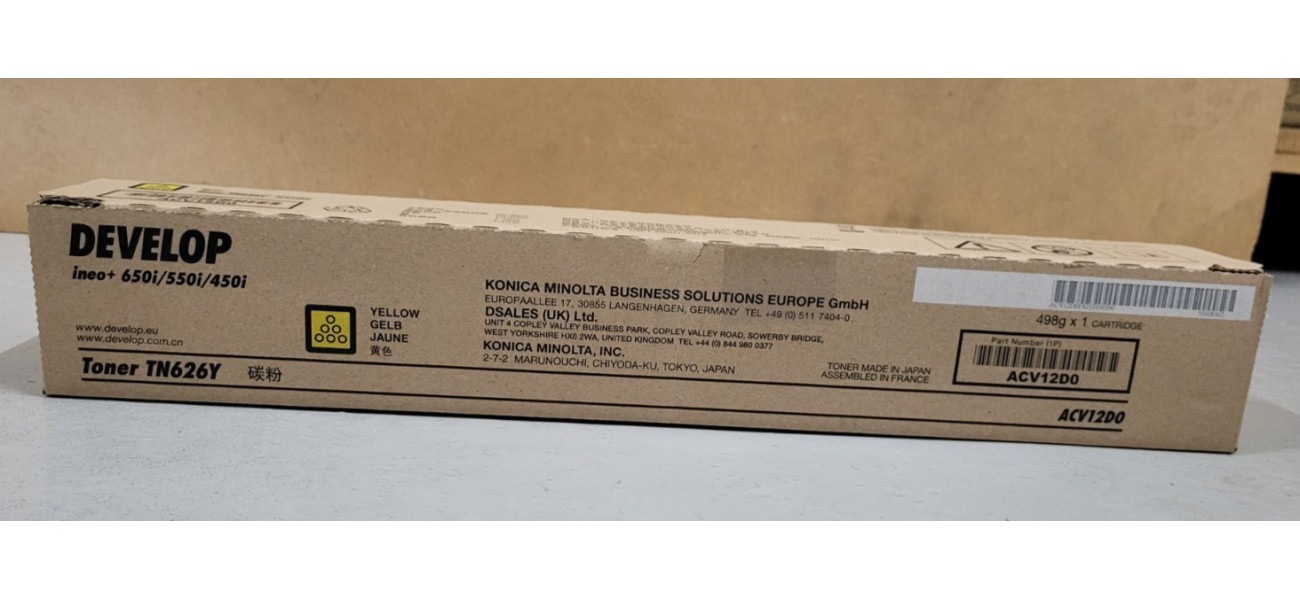 DEVELOP
ineo+ 650i/550i/450i
www.develop.eu
www.develop.com.cn
YELLOW
GELB
JAUNE
黄色
Toner TN626Y 碳粉
KONICA MINOLTA BUSINESS SOLUTIONS EUROPE GmbH
EUROPAALLEE 17, 30855 LANGENHAGEN, GERMANY TEL +49 (0) 511 7404-0
DSALES (UK) Ltd.
UNIT 4 COPLEY VALLEY BUSINESS PARK, COPLEY VALLEY ROAD, SOWERBY BRIDGE,
WEST YORKSHIRE HX6 2WA, UNITED KINGDOM TEL +44 (0) 844 960 0377
KONICA MINOLTA, INC.
2-7-2 MARUNOUCHI, CHIYODA-KU, TOKYO, JAPAN
TONER MADE IN JAPAN
ASSEMBLED IN FRANCE
498g x 1 CARTRIDGE
Part Number (1P)
ACV12D0
ACV12D0